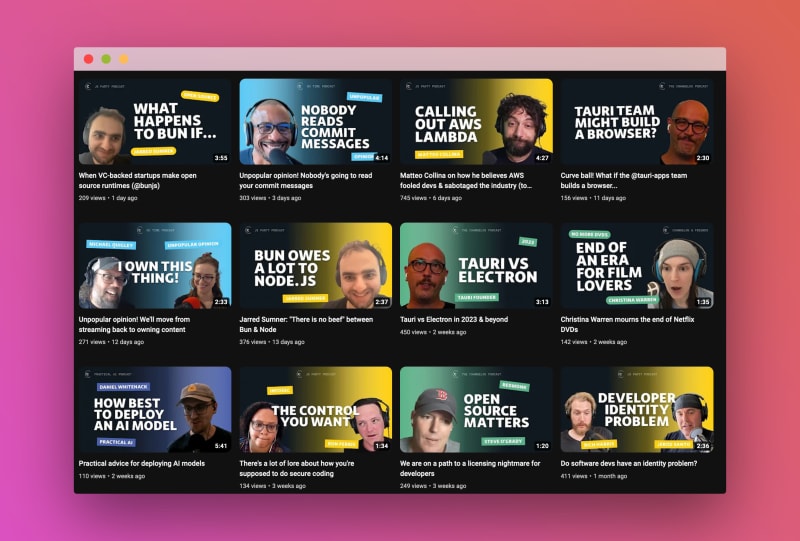 JS PARTY PODCAST
JARRED SUMNER
WHAT
HAPPENS
TO BUN IF...
3:55
When VC-backed startups make open
source runtimes (@bunjs)
209 views • 1 day ago
UNPOPULAR
NOBODY
READS
COMMIT
MESSAGES
OPINION
4:14
Unpopular opinion! Nobody's going to read
your commit messages
303 views • 3 days ago
JS PARTY PODCAST
CALLING
OUT AWS
LAMBDA
MATTEO COLLINA
4:27
Matteo Collina on how he believes AWS
fooled devs & sabotaged the industry (to...
745 views • 6 days ago
THE CHANGELOG PODCAST
TAURI TEAM
MIGHT BUILD
A BROWSER?
2:30
Curve ball! What if the @tauri-apps team
builds a browser...
156 views • 11 days ago
UNPOPULAR OPINION
I OWN THIS
THING!
2:33
Unpopular opinion! We'll move from
streaming back to owning content
271 views • 12 days ago
JS PARTY PODCAST
BUN OWES
A LOT TO
NODE.JS
JARRED SUMNER
2:37
Jarred Sumner: "There is no beef" between
Bun & Node
376 views • 13 days ago
THE CHANGELOG PODCAST
2023
TAURI VS
ELECTRON
TAURI FOUNDER
3:13
Tauri vs Electron in 2023 & beyond
450 views • 2 weeks ago
CHANGELOG & FRIENDS
NO MORE DVDS
END OF
AN ERA
FOR FILM
LOVERS
CHRISTINA WARREN
1:35
Christina Warren mourns the end of Netflix
DVDs
142 views • 2 weeks ago
PRACTICAL AI PODCAST
DANIEL WHITENACK
HOW BEST
TO DEPLOY
AN AI MODEL
PRACTICAL AI
5:41
Practical advice for deploying AI models
110 views • 2 weeks ago
THE CONTROL
YOU WANT
1:34
There's a lot of lore about how you're
supposed to do secure coding
134 views • 3 weeks ago
THE CHANGELOG PODCAST
REDMONK
OPEN
SOURCE
MATTERS
STEVE O'GRADY
1:20
We are on a path to a licensing nightmare for
developers
249 views • 3 weeks ago
JS PARTY PODCAST
DEVELOPER
IDENTITY
PROBLEM
2:36
Do software devs have an identity problem?
411 views • 1 month ago